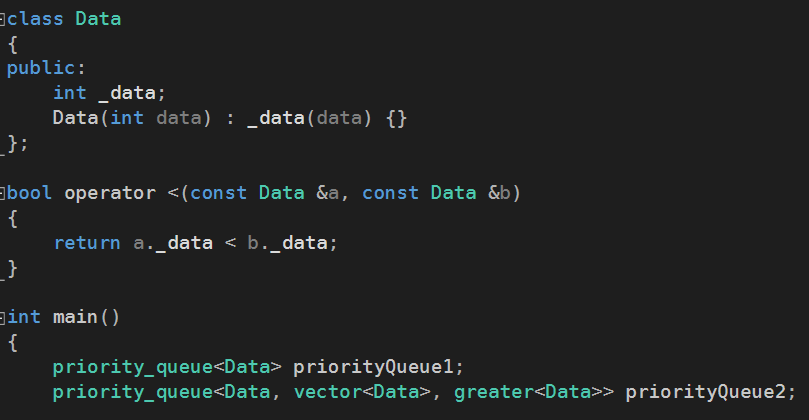 class Data
{
public:
    int _data;
    Data(int data) : _data(data) {}
};
bool operator <(const Data &a, const Data &b)
{
    return a._data < b._data;
}
int main()
{
    priority_queue<Data> priorityQueue1;
    priority_queue<Data, vector<Data>, greater<Data>> priorityQueue2;